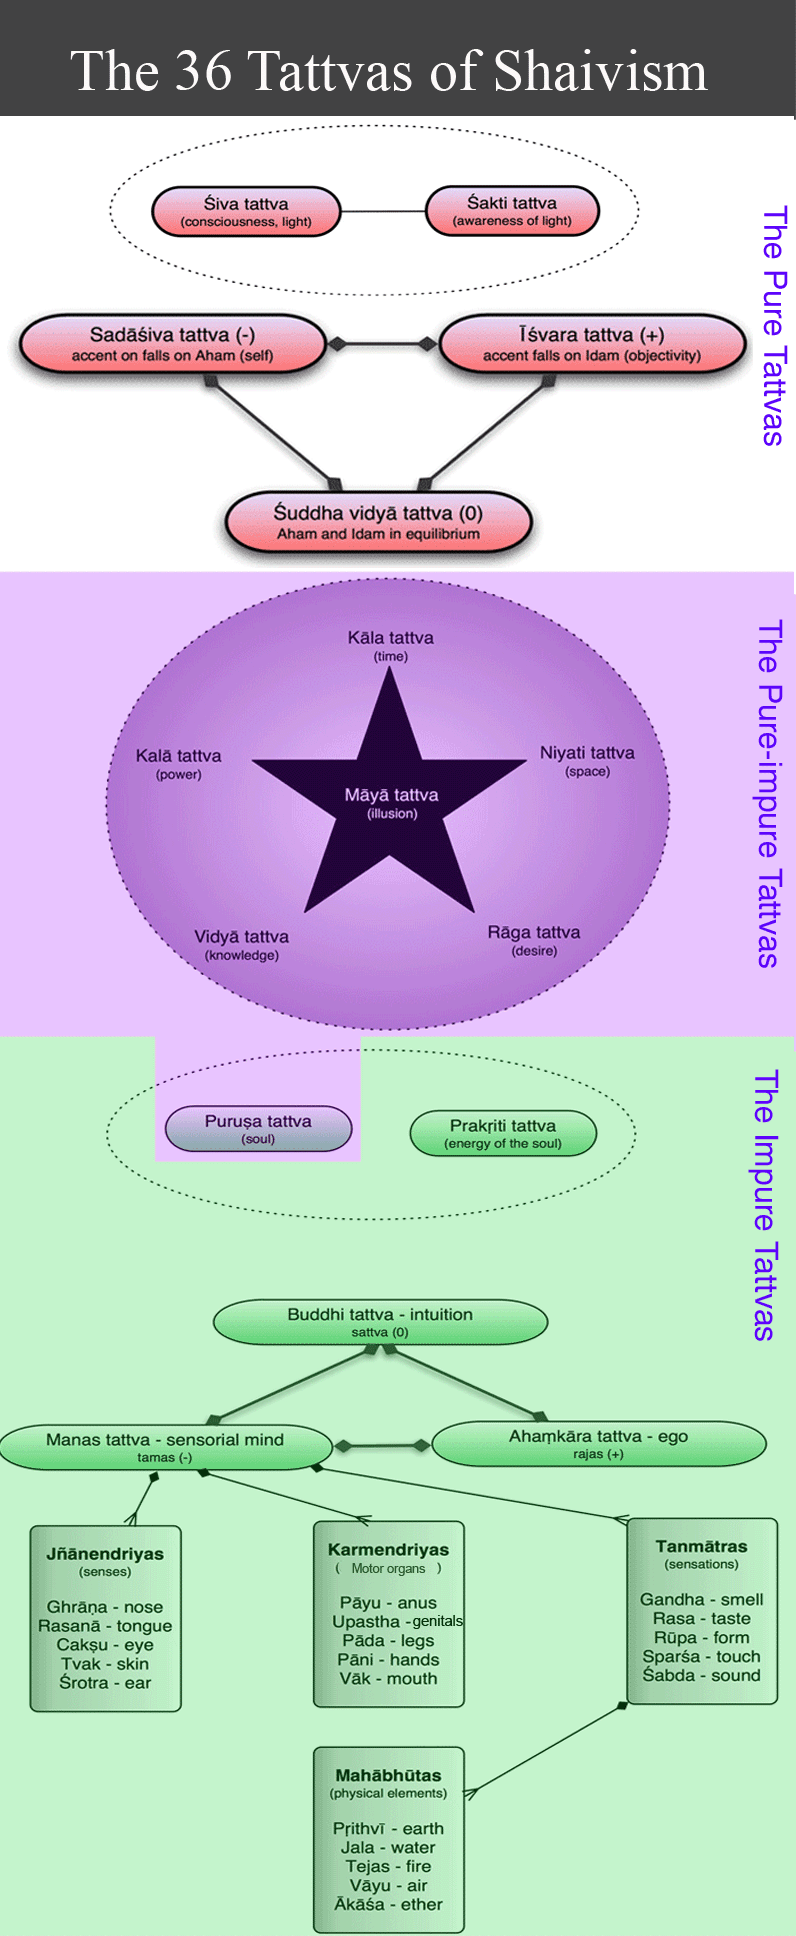 The 36 Tattvas of Shaivism
Śiva tattva
(consciousness, light)
Śakti tattva
(awareness of light)
The Pure Tattvas
Sadāśiva tattva (-)
accent on falls on Aham (self)
Īśvara tattva (+)
accent falls on Idam (objectivity)
Śuddha vidyā tattva (0)
Aham and Idam in equilibrium
The Pure-impure Tattvas
Kāla tattva
(time)
Kalā tattva
(power)
Niyati tattva
(space)
Māyā tattva
(illusion)
Vidyā tattva
(knowledge)
Rāga tattva
(desire)
The Impure Tattvas
Puruṣa tattva
(soul)
Prakṛiti tattva
(energy of the soul)
Buddhi tattva - intuition
sattva (0)
Manas tattva - sensorial mind
tamas (-)
Ahaṃkāra tattva - ego
rajas (+)
Jñānendriyas
(senses)
Ghrāṇa - nose
Rasanā - tongue
Cakṣu - eye
Tvak - skin
Śrotra - ear
Karmendriyas
( Motor organs )
Pāyu - anus
Upastha -genitals
Pāda - legs
Pāni - hands
Vāk - mouth
Tanmātras
(sensations)
Gandha - smell
Rasa - taste
Rūpa - form
Sparśa - touch
Śabda - sound
Mahābhūtas
(physical elements)
Pṛithvī - earth
Jala - water
Tejas - fire
Vāyu - air
Ākāśa - ether